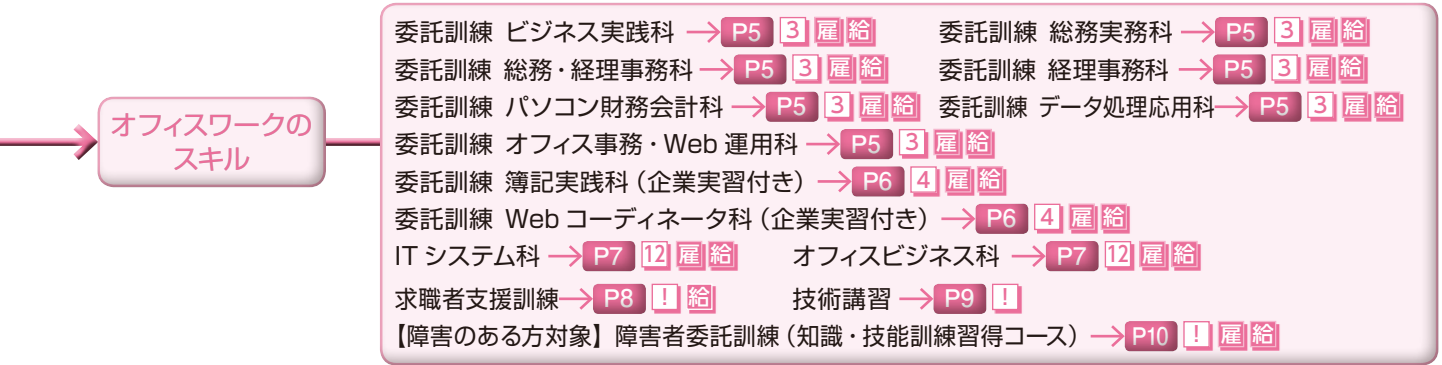 オフィスワークの
スキル
委託訓練 ビジネス実践科 → P5 3 雇 給 委託訓練 総務実務科 → P5 3 雇 給
委託訓練 総務・経理事務科 → P5 3 雇 給 委託訓練 経理事務科 → P5 3 雇 給
委託訓練 パソコン財務会計科 → P5 3 雇 給 委託訓練 データ処理応用科 → P5 3 雇 給
委託訓練 オフィス事務・Web 運用科 → P5 3 雇 給
委託訓練 簿記実践科(企業実習付き) → P6 4 雇 給
委託訓練 Web コーディネータ科(企業実習付き) → P6 4 雇 給
IT システム科 → P7 12 雇 給 オフィスビジネス科 → P7 12 雇 給
求職者支援訓練 → P8 ! 給 技術講習 → P9 !
【障害のある方対象】障害者委託訓練(知識・技能訓練習得コース) → P10 ! 雇 給